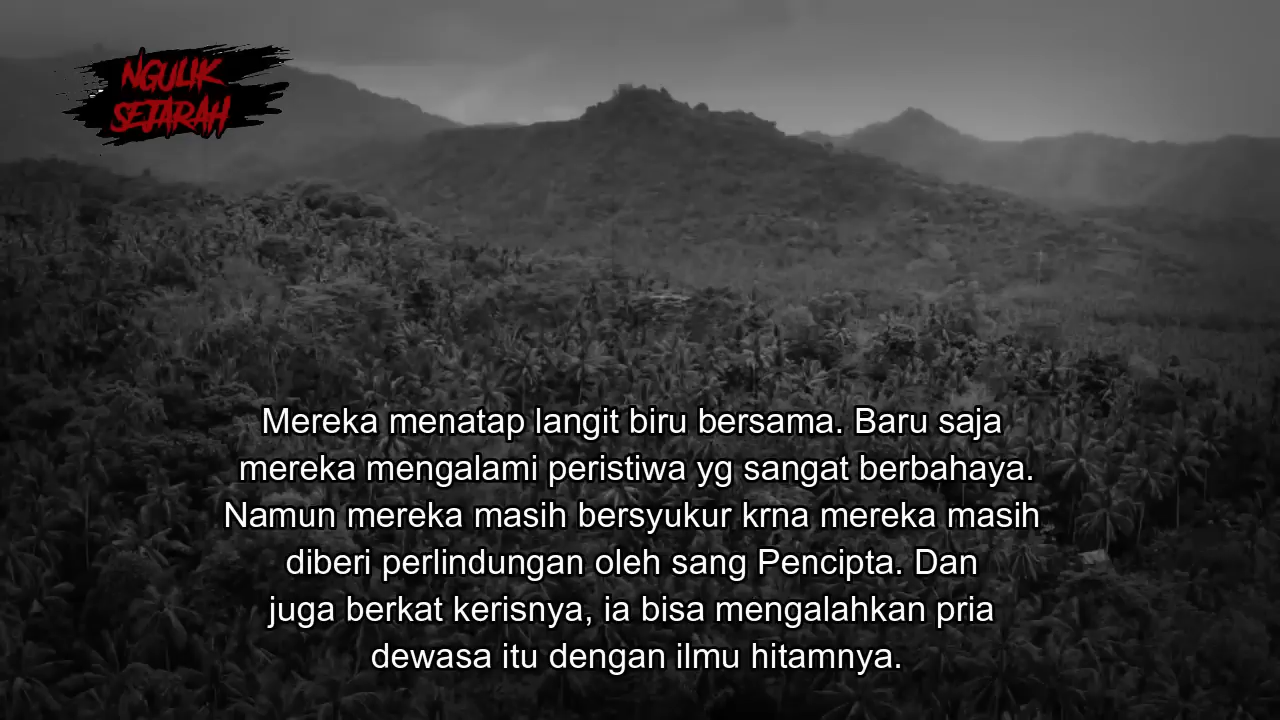 NGULIK
SEJARAH
Mereka menatap langit biru bersama. Baru saja
mereka mengalami peristiwa yg sangat berbahaya.
Namun mereka masih bersyukur krna mereka masih
diberi perlindungan oleh sang Pencipta. Dan
juga berkat kerisnya, ia bisa mengalahkan pria
dewasa itu dengan ilmu hitamnya.